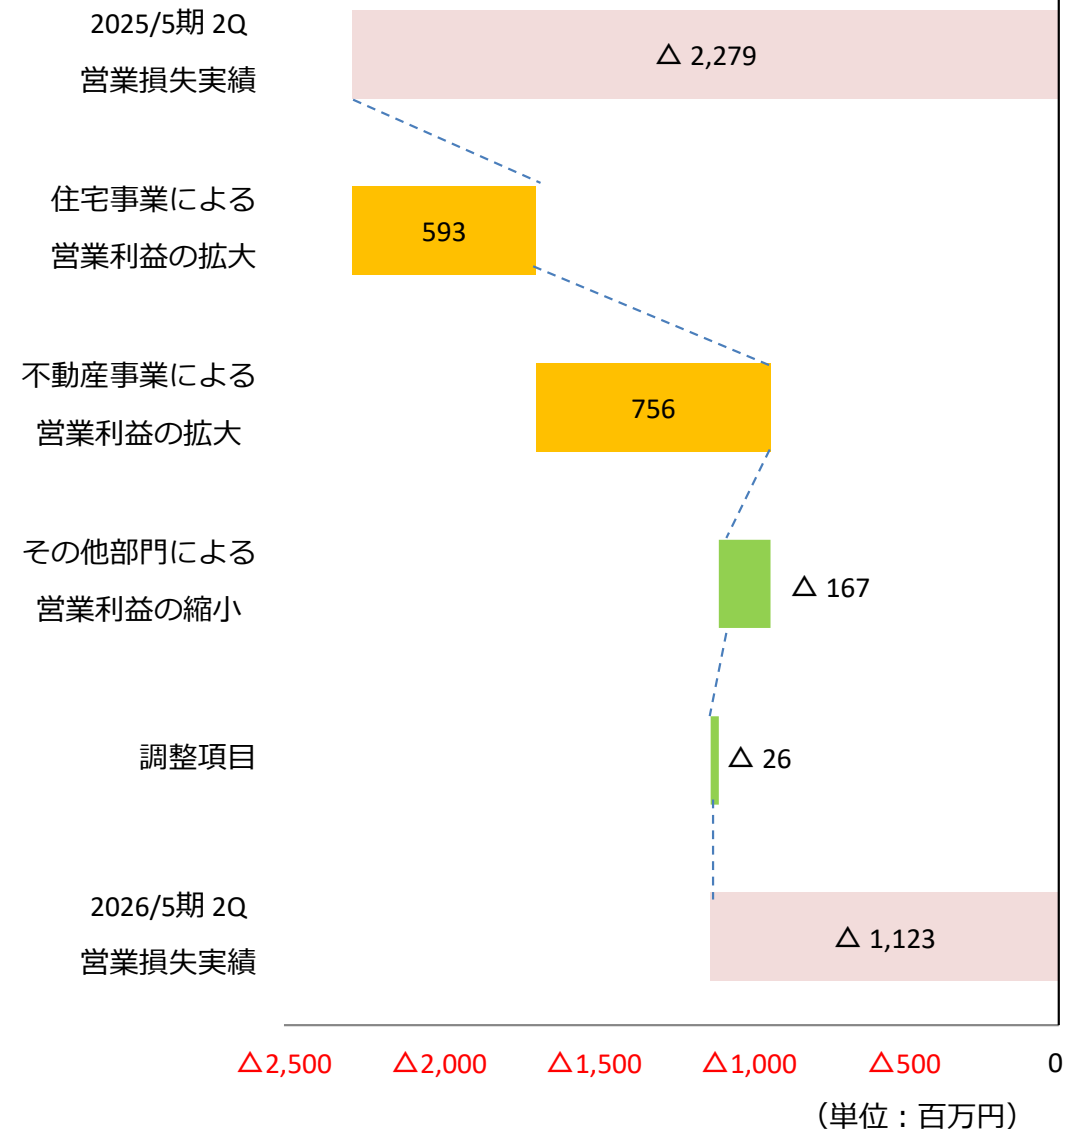 2025/5期 2Q
営業損失実績
△ 2,279
住宅事業による
営業利益の拡大
593
不動産事業による
営業利益の拡大
756
その他部門による
営業利益の縮小
△ 167
調整項目
△ 26
2026/5期 2Q
営業損失実績
△ 1,123
△2,500 △2,000 △1,500 △1,000 △500 0
（単位：百万円）